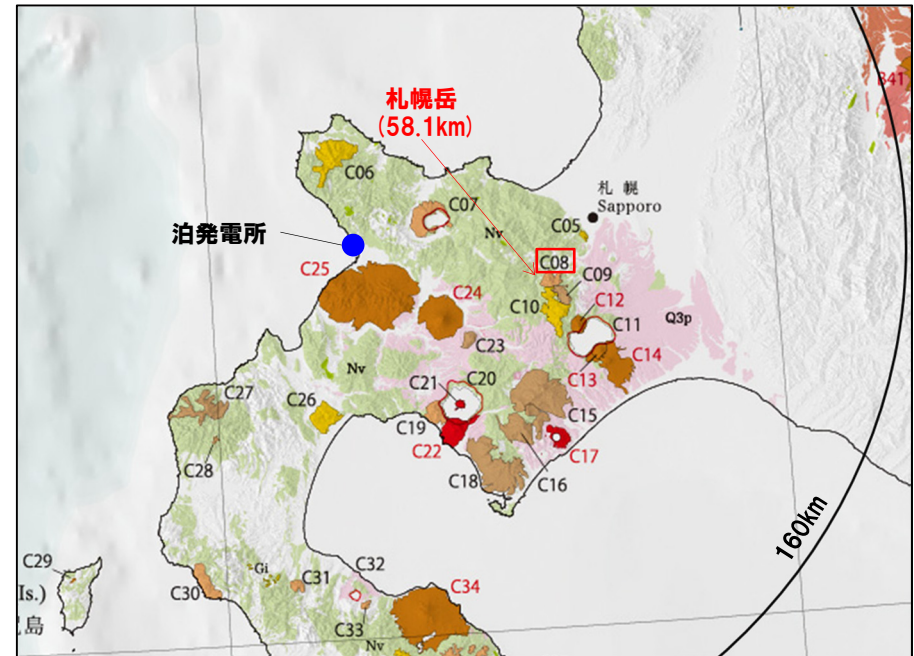 札幌岳
(58.1km)
B41
C06
札 幌
Sapporo
C07
C05
Nv
泊発電所
C08
C25
C09
C24
C10
C12
C11
Q3p
C23
C14
Nv
C13
C21
C20
C27
C26
C15
C19
C22
C17
C28
C18
C16
160km
C29
Gi
C32
C31
C34
Is.)
C30
島
C33
Nv